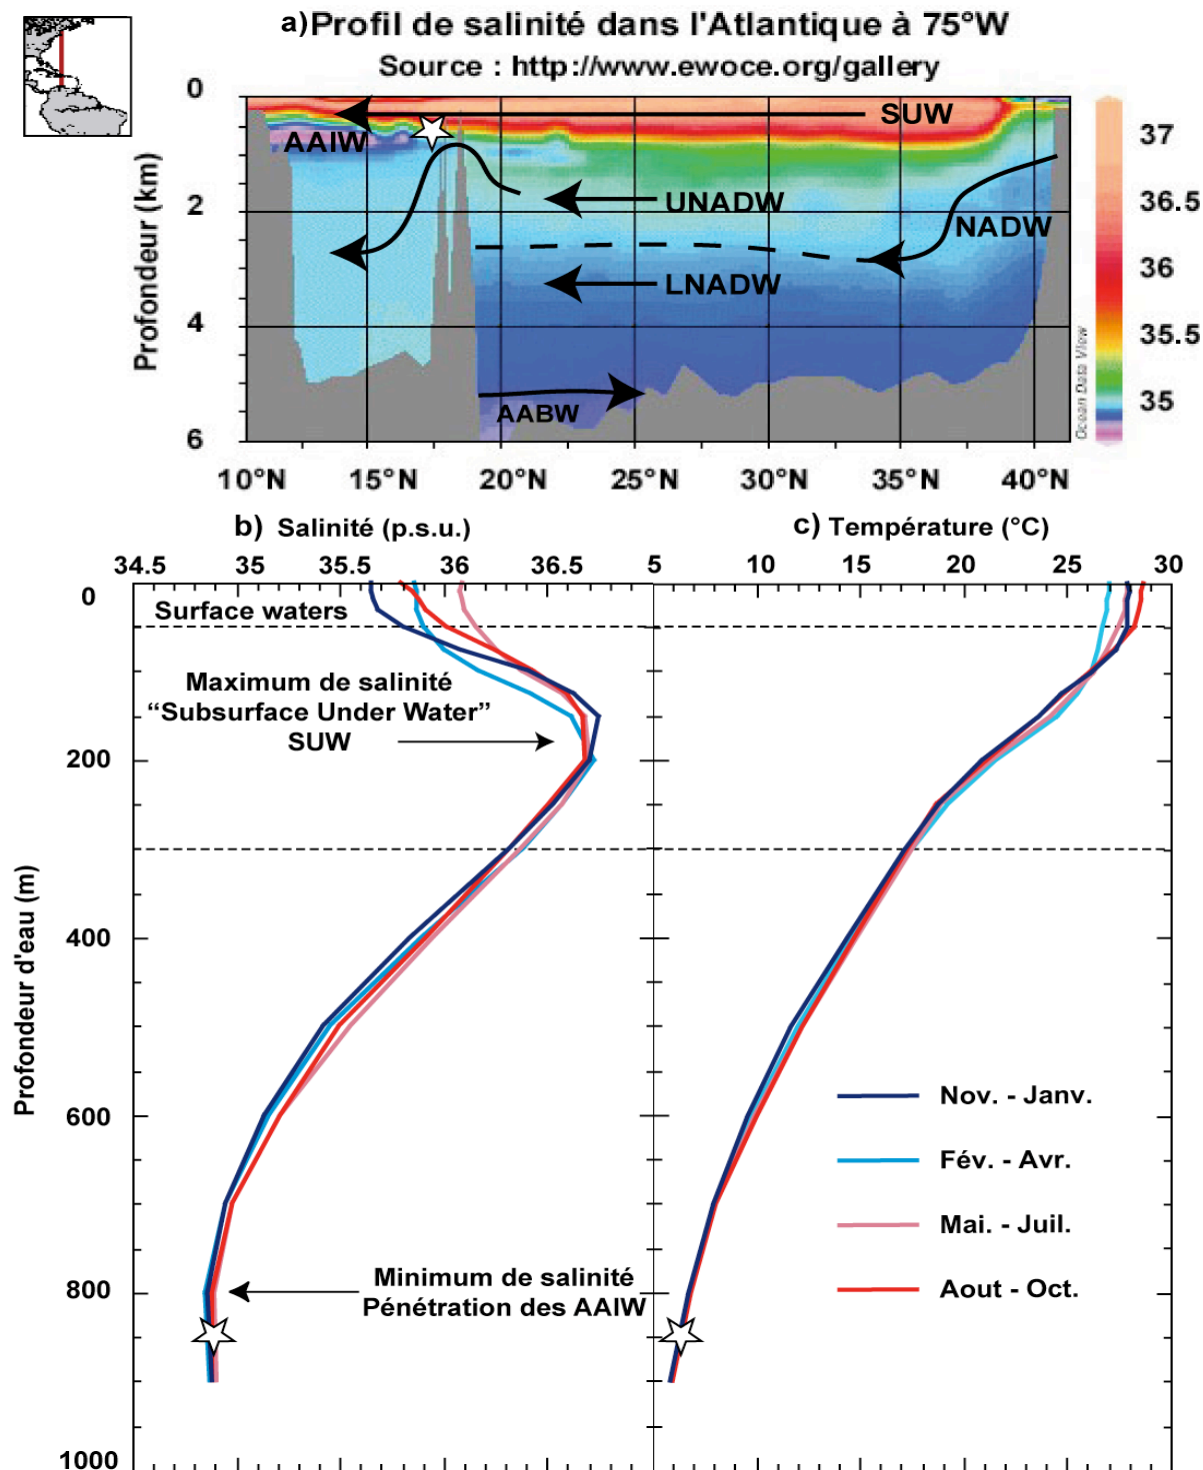 a) Profil de salinité dans l'Atlantique à 75°W
Source : http://www.ewoce.org/gallery
Profondeur (km)
0
2
4
6
SUW
AAIW
UNADW
NADW
LNADW
AABW
10°N
15°N
20°N
25°N
30°N
35°N
40°N
37
36.5
36
35.5
35
Ocean Data View
b) Salinité (p.s.u.)
c) Température (°C)
34.5
35
35.5
36
36.5
5
10
15
20
25
30
Profondeur d'eau (m)
0
200
400
600
800
1000
Surface waters
Maximum de salinité
“Subsurface Under Water”
SUW
Minimum de salinité
Pénétration des AAIW
Nov. - Janv.
Fév. - Avr.
Mai. - Juil.
Aout - Oct.